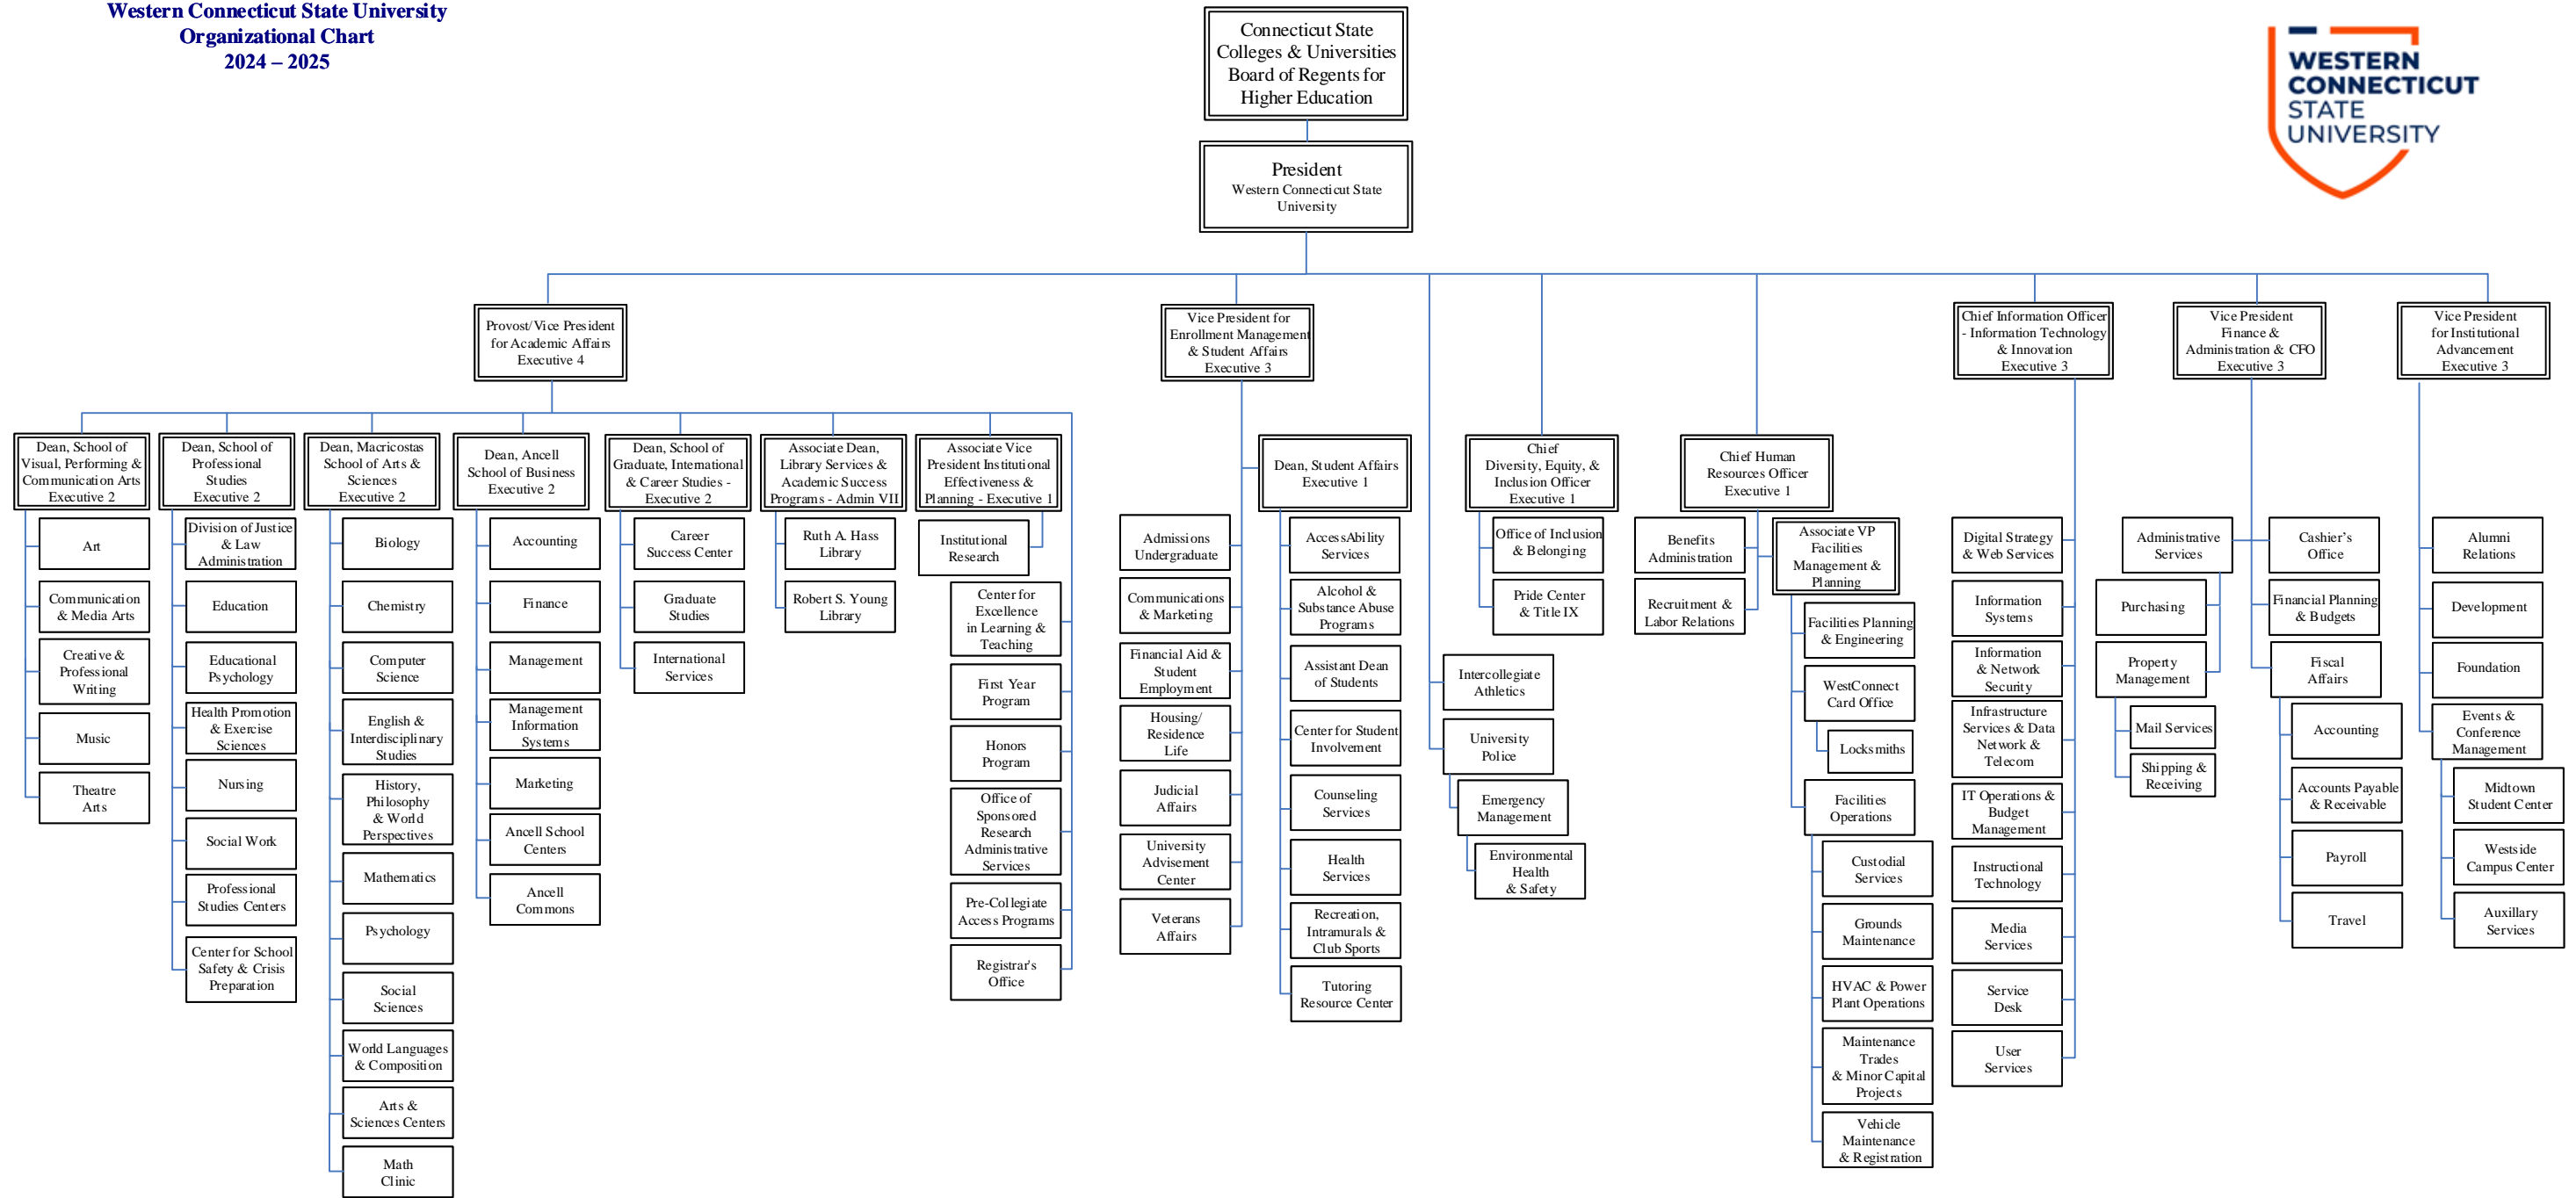 Western Connecticut State University
Organizational Chart
2024 – 2025
WESTERN
CONNECTICUT
STATE
UNIVERSITY
Connecticut State
Colleges & Universities
Board of Regents for
Higher Education
President
Western Connecticut State
University
Provost/Vice President
for Academic Affairs
Executive 4
Vice President for
Enrollment Management
& Student Affairs
Executive 3
Chief Information Officer
- Information Technology
& Innovation
Executive 3
Vice President
Finance &
Administration & CFO
Executive 3
Vice President
for Institutional
Advancement
Executive 3
Dean, School of
Visual, Performing &
Communication Arts
Executive 2
Art
Communication
& Media Arts
Creative &
Professional
Writing
Music
Theatre
Arts
Dean, School of
Professional
Studies
Executive 2
Division of Justice
& Law
Administration
Education
Educational
Psychology
Health Promotion
& Exercise
Sciences
Nursing
Social Work
Professional
Studies Centers
Center for School
Safety & Crisis
Preparation
Dean, Macricostas
School of Arts &
Sciences
Executive 2
Biology
Chemistry
Computer
Science
English &
Interdisciplinary
Studies
History,
Philosophy
& World
Perspectives
Mathematics
Psychology
Social
Sciences
World Languages
& Composition
Arts &
Sciences Centers
Math
Clinic
Dean, Ancell
School of Business
Executive 2
Accounting
Finance
Management
Management
Information
Systems
Marketing
Ancell School
Centers
Ancell
Commons
Dean, School of
Graduate, International
& Career Studies -
Executive 2
Career
Success Center
Graduate
Studies
International
Services
Associate Dean,
Library Services &
Academic Success
Programs - Admin VII
Ruth A. Hass
Library
Robert S. Young
Library
Associate Vice
President Institutional
Effectiveness &
Planning - Executive 1
Institutional
Research
Center for
Excellence
in Learning &
Teaching
First Year
Program
Honors
Program
Office of
Sponsored
Research
Administrative
Services
Pre-Collegiate
Access Programs
Registrar's
Office
Admissions
Undergraduate
Communications
& Marketing
Financial Aid &
Student
Employment
Housing/
Residence
Life
Judicial
Affairs
University
Advisement
Center
Veterans
Affairs
Dean, Student Affairs
Executive 1
AccessAbility
Services
Alcohol &
Substance Abuse
Programs
Assistant Dean
of Students
Center for Student
Involvement
Counseling
Services
Health
Services
Recreation,
Intramurals &
Club Sports
Tutoring
Resource Center
Chief
Diversity, Equity, &
Inclusion Officer
Executive 1
Office of Inclusion
& Belonging
Pride Center
& Title IX
Intercollegiate
Athletics
University
Police
Emergency
Management
Environmental
Health
& Safety
Chief Human
Resources Officer
Executive 1
Benefits
Administration
Recruitment &
Labor Relations
Associate VP
Facilities
Management &
Planning
Facilities Planning
& Engineering
WestConnect
Card Office
Locksmiths
Facilities
Operations
Custodial
Services
Grounds
Maintenance
HVAC & Power
Plant Operations
Maintenance
Trades
& Minor Capital
Projects
Vehicle
Maintenance
& Registration
Digital Strategy
& Web Services
Information
Systems
Information
& Network
Security
Infrastructure
Services & Data
Network &
Telecom
IT Operations &
Budget
Management
Instructional
Technology
Media
Services
Service
Desk
User
Services
Administrative
Services
Purchasing
Property
Management
Mail Services
Shipping &
Receiving
Cashier’s
Office
Financial Planning
& Budgets
Fiscal
Affairs
Accounting
Accounts Payable
& Receivable
Payroll
Travel
Alumni
Relations
Development
Foundation
Events &
Conference
Management
Midtown
Student Center
Westside
Campus Center
Auxillary
Services